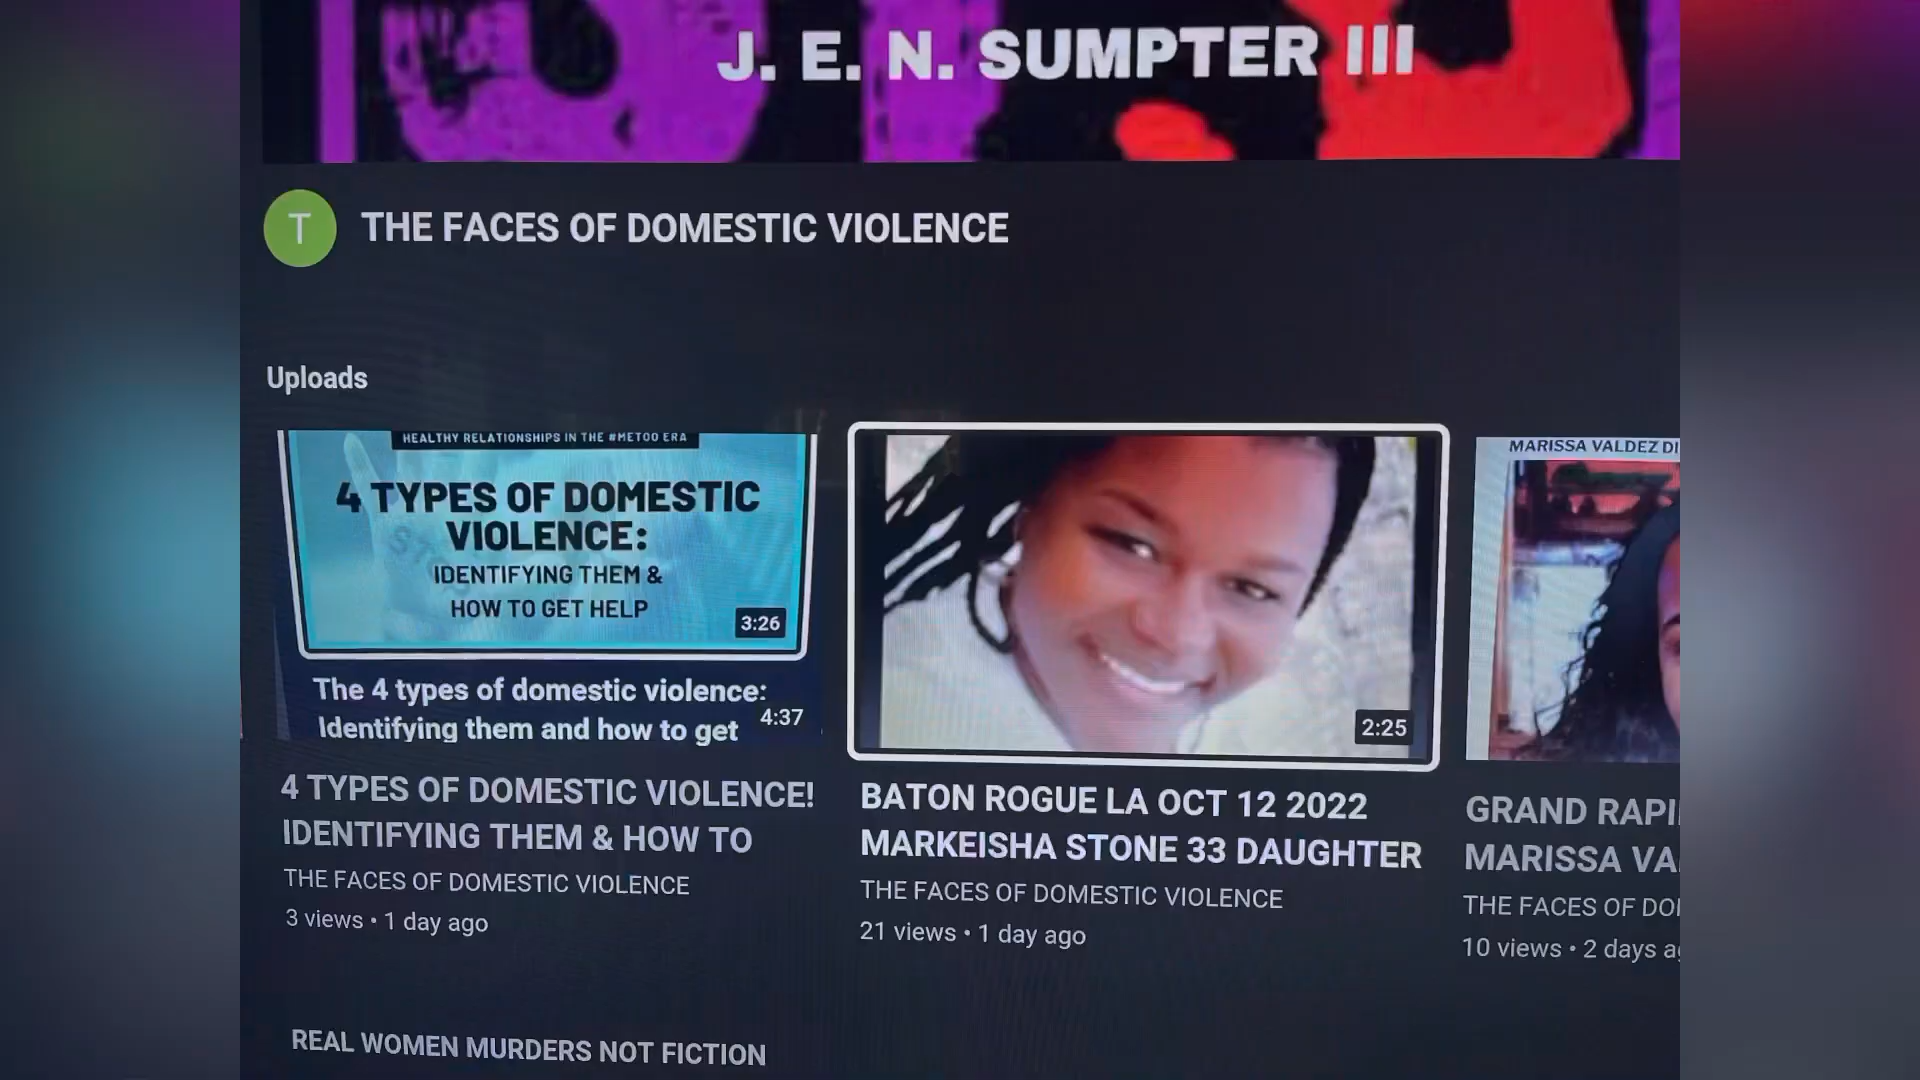 J. E. N. SUMPTER III
T
THE FACES OF DOMESTIC VIOLENCE
Uploads
HEALTHY RELATIONSHIPS IN THE #METOO ERA
4 TYPES OF DOMESTIC
VIOLENCE:
IDENTIFYING THEM &
HOW TO GET HELP
3:26
The 4 types of domestic violence:
Identifying them and how to get
4:37
4 TYPES OF DOMESTIC VIOLENCE!
IDENTIFYING THEM & HOW TO
THE FACES OF DOMESTIC VIOLENCE
3 views • 1 day ago
2:25
BATON ROGUE LA OCT 12 2022
MARKEISHA STONE 33 DAUGHTER
THE FACES OF DOMESTIC VIOLENCE
21 views • 1 day ago
MARISSA VALDEZ DI
GRAND RAPI
MARISSA VA
THE FACES OF DO
10 views • 2 days a
REAL WOMEN MURDERS NOT FICTION